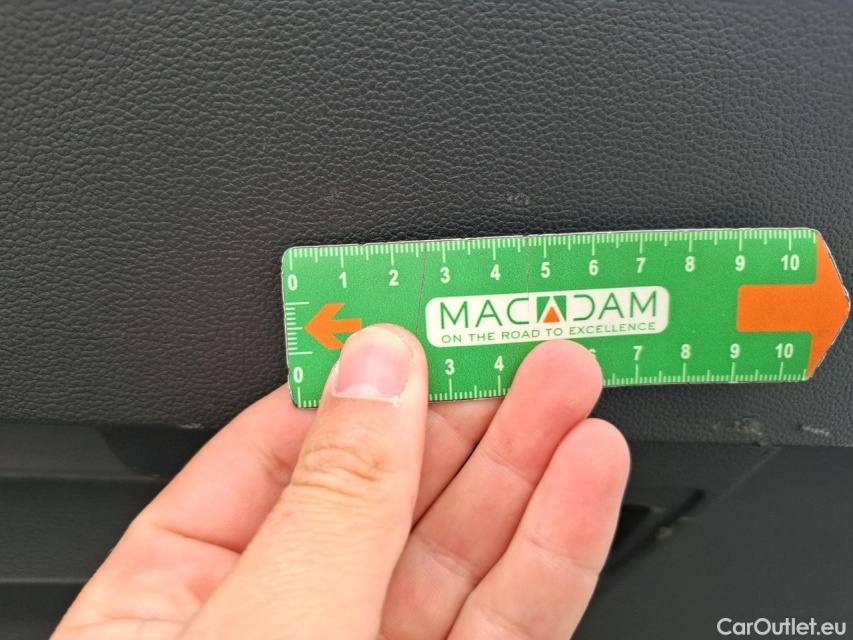 0 1 2 3 4 5 6 7 8 9 10
MACADAM
ON THE ROAD TO EXCELLENCE
0 3 4 6 7 8 9 10
CarOutlet.eu